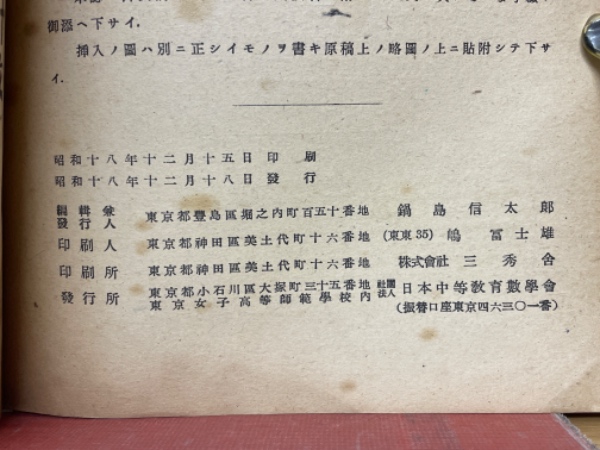 御添ヘ下サイ.
挿入ノ圖ハ別ニ正シイモノヲ書キ原稿上ノ略圖ノ上ニ貼附シテ下サ
イ.
昭和十八年十二月十五日印刷
昭和十八年十二月十八日發行
編輯兼發行人 東京都豊島區堀之内町百五十番地 鍋島信太郎
印刷人 東京都神田區美土代町十六番地 (東東35) 嶋冨士雄
印刷所 東京都神田區美土代町十六番地 株式會社 三秀舍
發行所 東京都小石川區大塚町三十五番地 社團法人 日本中等敎育數學會
東京女子高等師範學校内 (振替口座東京四六三〇一番)